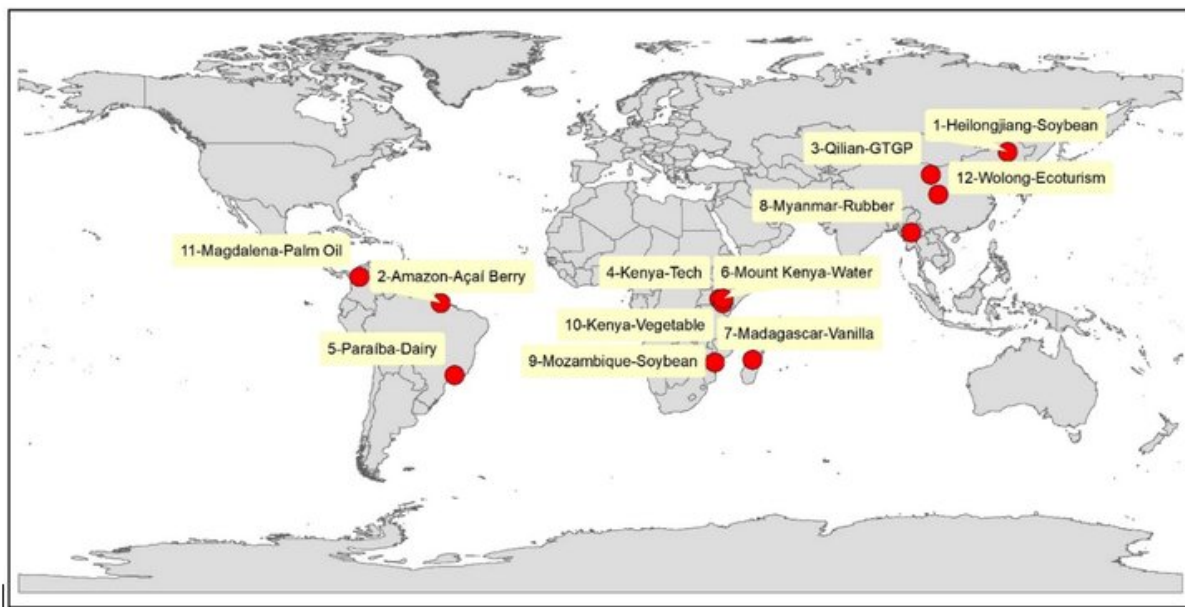 1-Heilongjiang-Soybean
3-Qilian-GTGP
12-Wolong-Ecoturism
8-Myanmar-Rubber
11-Magdalena-Palm Oil
2-Amazon-Açaí Berry
4-Kenya-Tech
6-Mount Kenya-Water
10-Kenya-Vegetable
7-Madagascar-Vanilla
5-Paraíba-Dairy
9-Mozambique-Soybean